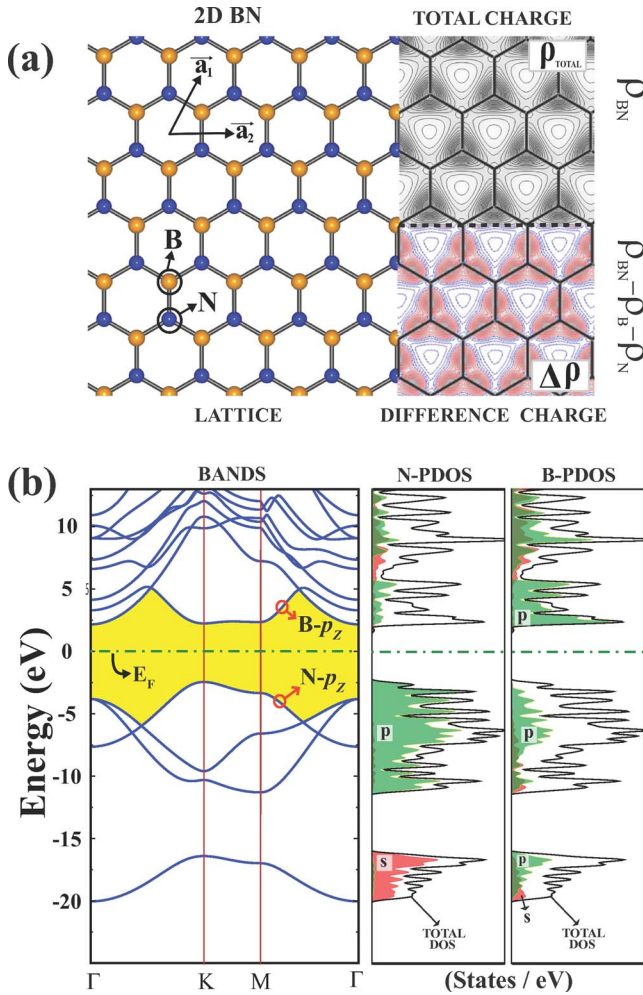 2D BN
TOTAL CHARGE
(a)
a₁
a₂
ρTOTAL
ρBN
B
N
ρBN–ρB–ρN
Δρ
LATTICE
DIFFERENCE CHARGE
(b)
BANDS
N-PDOS
B-PDOS
Energy (eV)
10
5
0
-5
-10
-15
-20
5
B-pZ
EF
N-pZ
p
p
p
s
p
s
TOTAL
DOS
TOTAL
DOS
Γ
K
M
Γ
(States / eV)